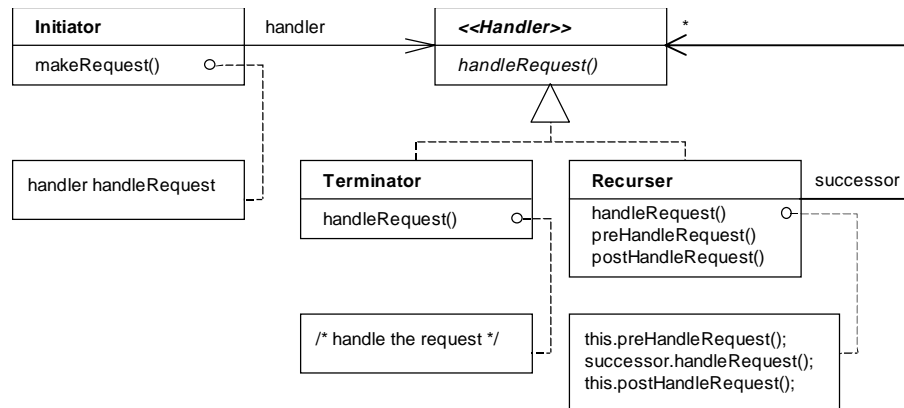 Initiator
handler
<<Handler>>
*
makeRequest()
handleRequest()
handler handleRequest
Terminator
Recurser
successor
handleRequest()
handleRequest()
preHandleRequest()
postHandleRequest()
/* handle the request */
this.preHandleRequest();
successor.handleRequest();
this.postHandleRequest();